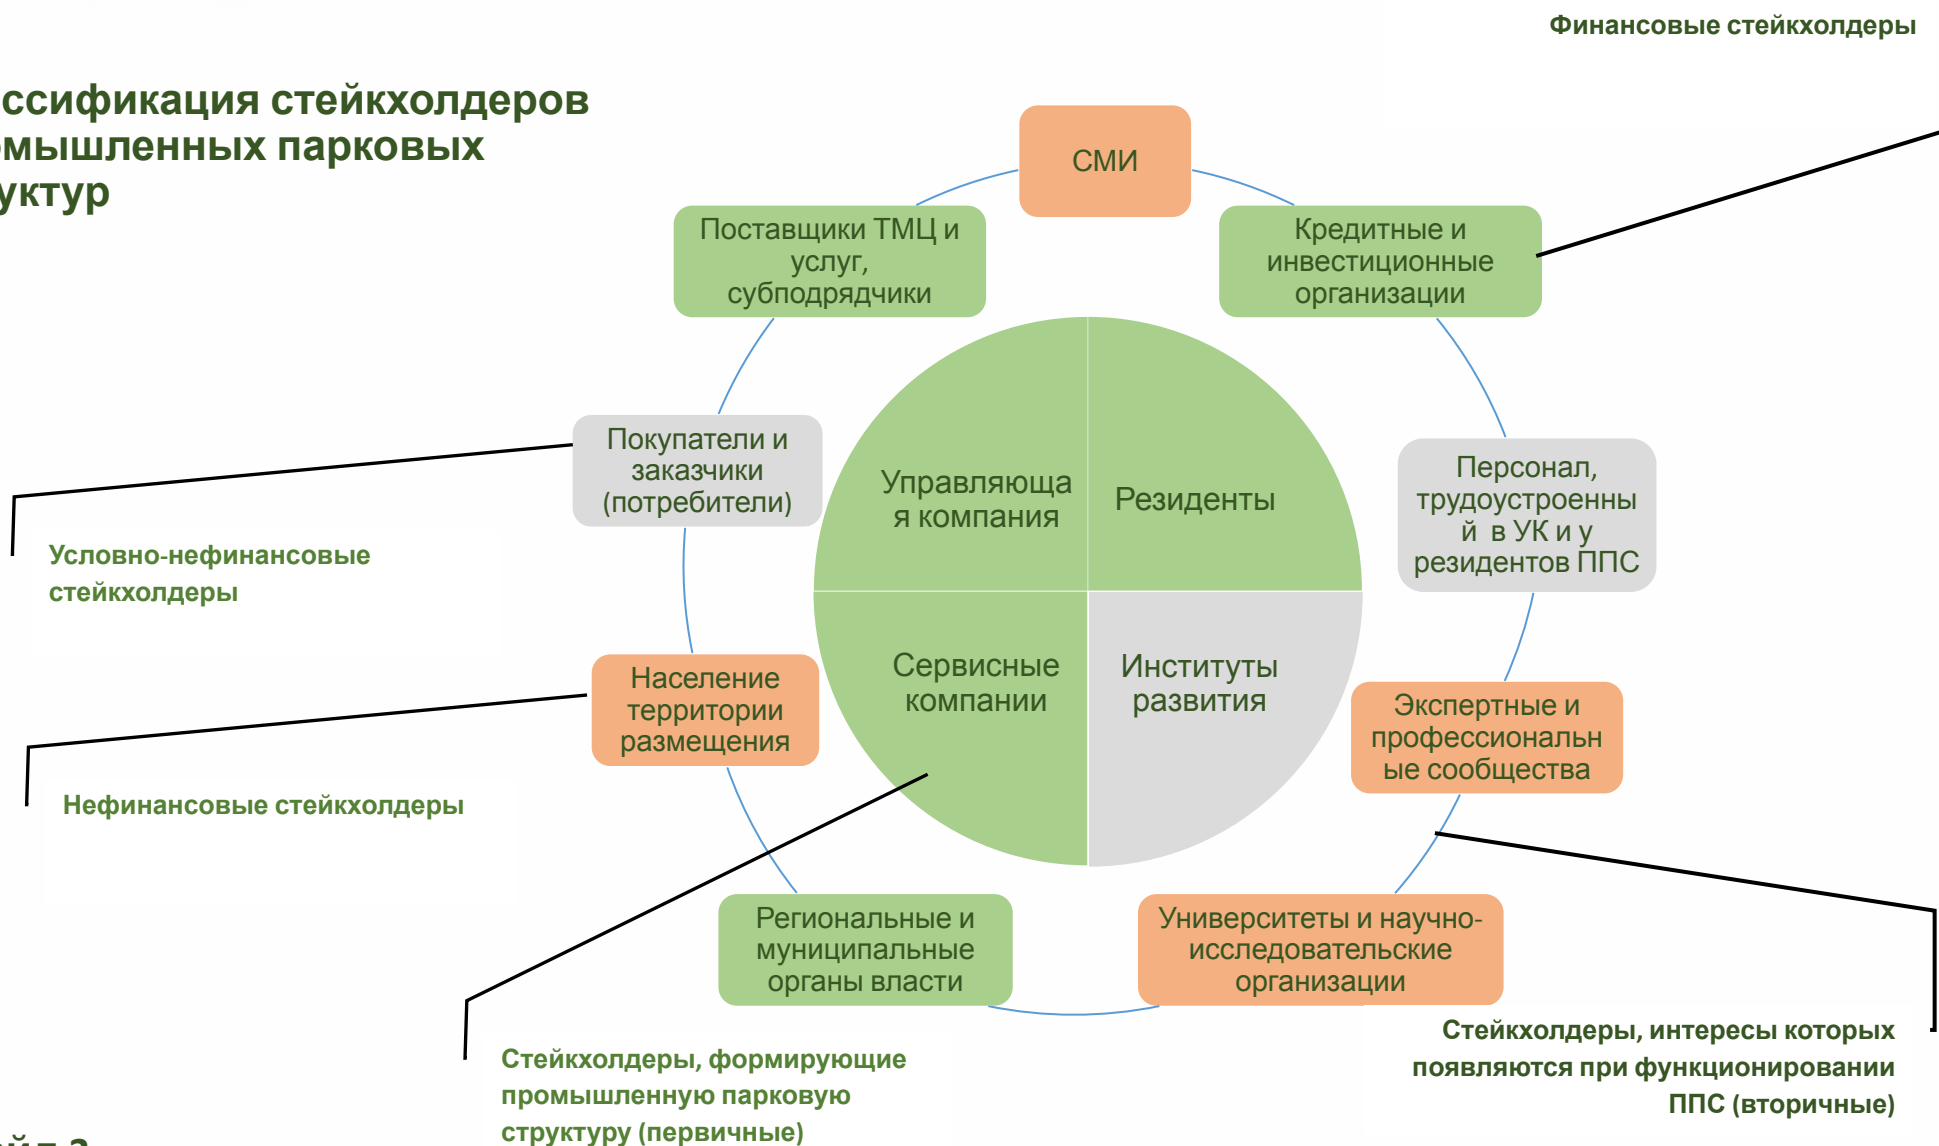 Финансовые стейкхолдеры
ссификация стейкхолдеров
мышленных парковых
уктур
СМИ
Поставщики ТМЦ и
услуг,
субподрядчики
Кредитные и
инвестиционные
организации
Покупатели и
заказчики
(потребители)
Управляюща
я компания
Резиденты
Персонал,
трудоустроенны
й в УК и у
резидентов ППС
Условно-нефинансовые
стейкхолдеры
Население
территории
размещения
Сервисные
компании
Институты
развития
Экспертные и
профессиональн
ые сообщества
Нефинансовые стейкхолдеры
Региональные и
муниципальные
органы власти
Университеты и научно-
исследовательские
организации
Стейкхолдеры, формирующие
промышленную парковую
структуру (первичные)
Стейкхолдеры, интересы которых
появляются при функционировании
ППС (вторичные)